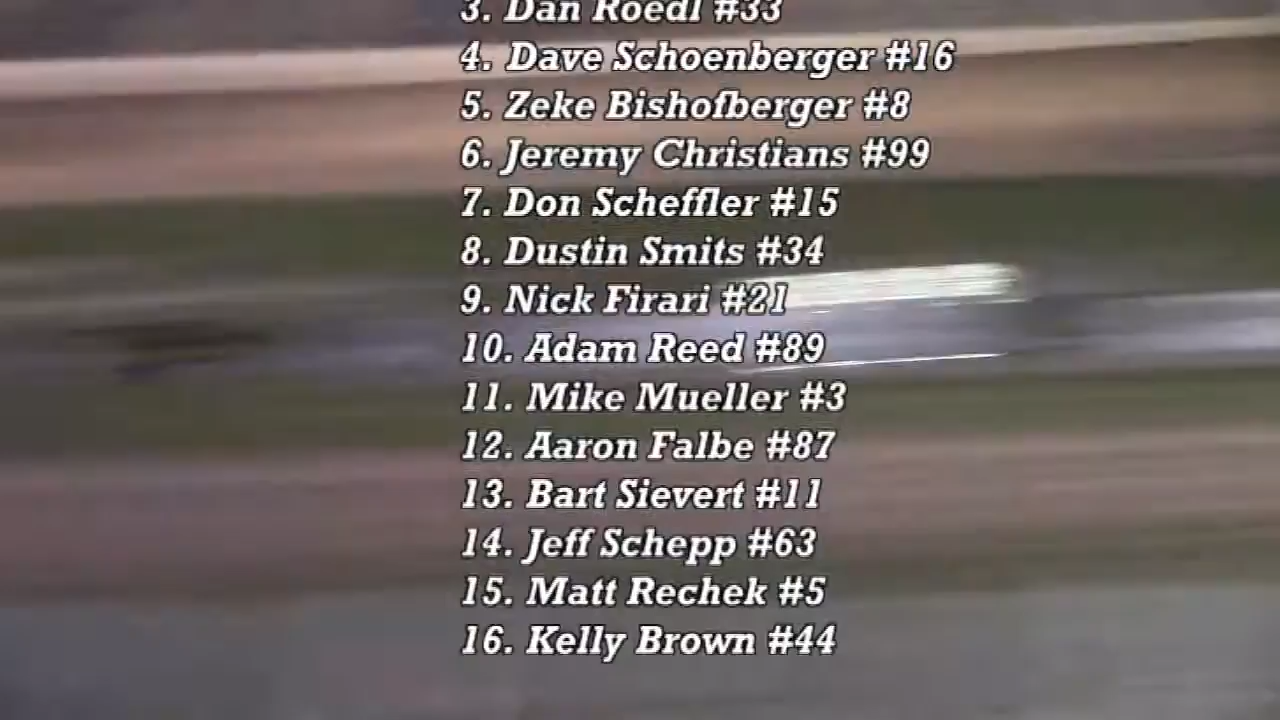 3. Dan Roedl #33
4. Dave Schoenberger #16
5. Zeke Bishofberger #8
6. Jeremy Christians #99
7. Don Scheffler #15
8. Dustin Smits #34
9. Nick Firari #21
10. Adam Reed #89
11. Mike Mueller #3
12. Aaron Falbe #87
13. Bart Sievert #11
14. Jeff Schepp #63
15. Matt Rechek #5
16. Kelly Brown #44